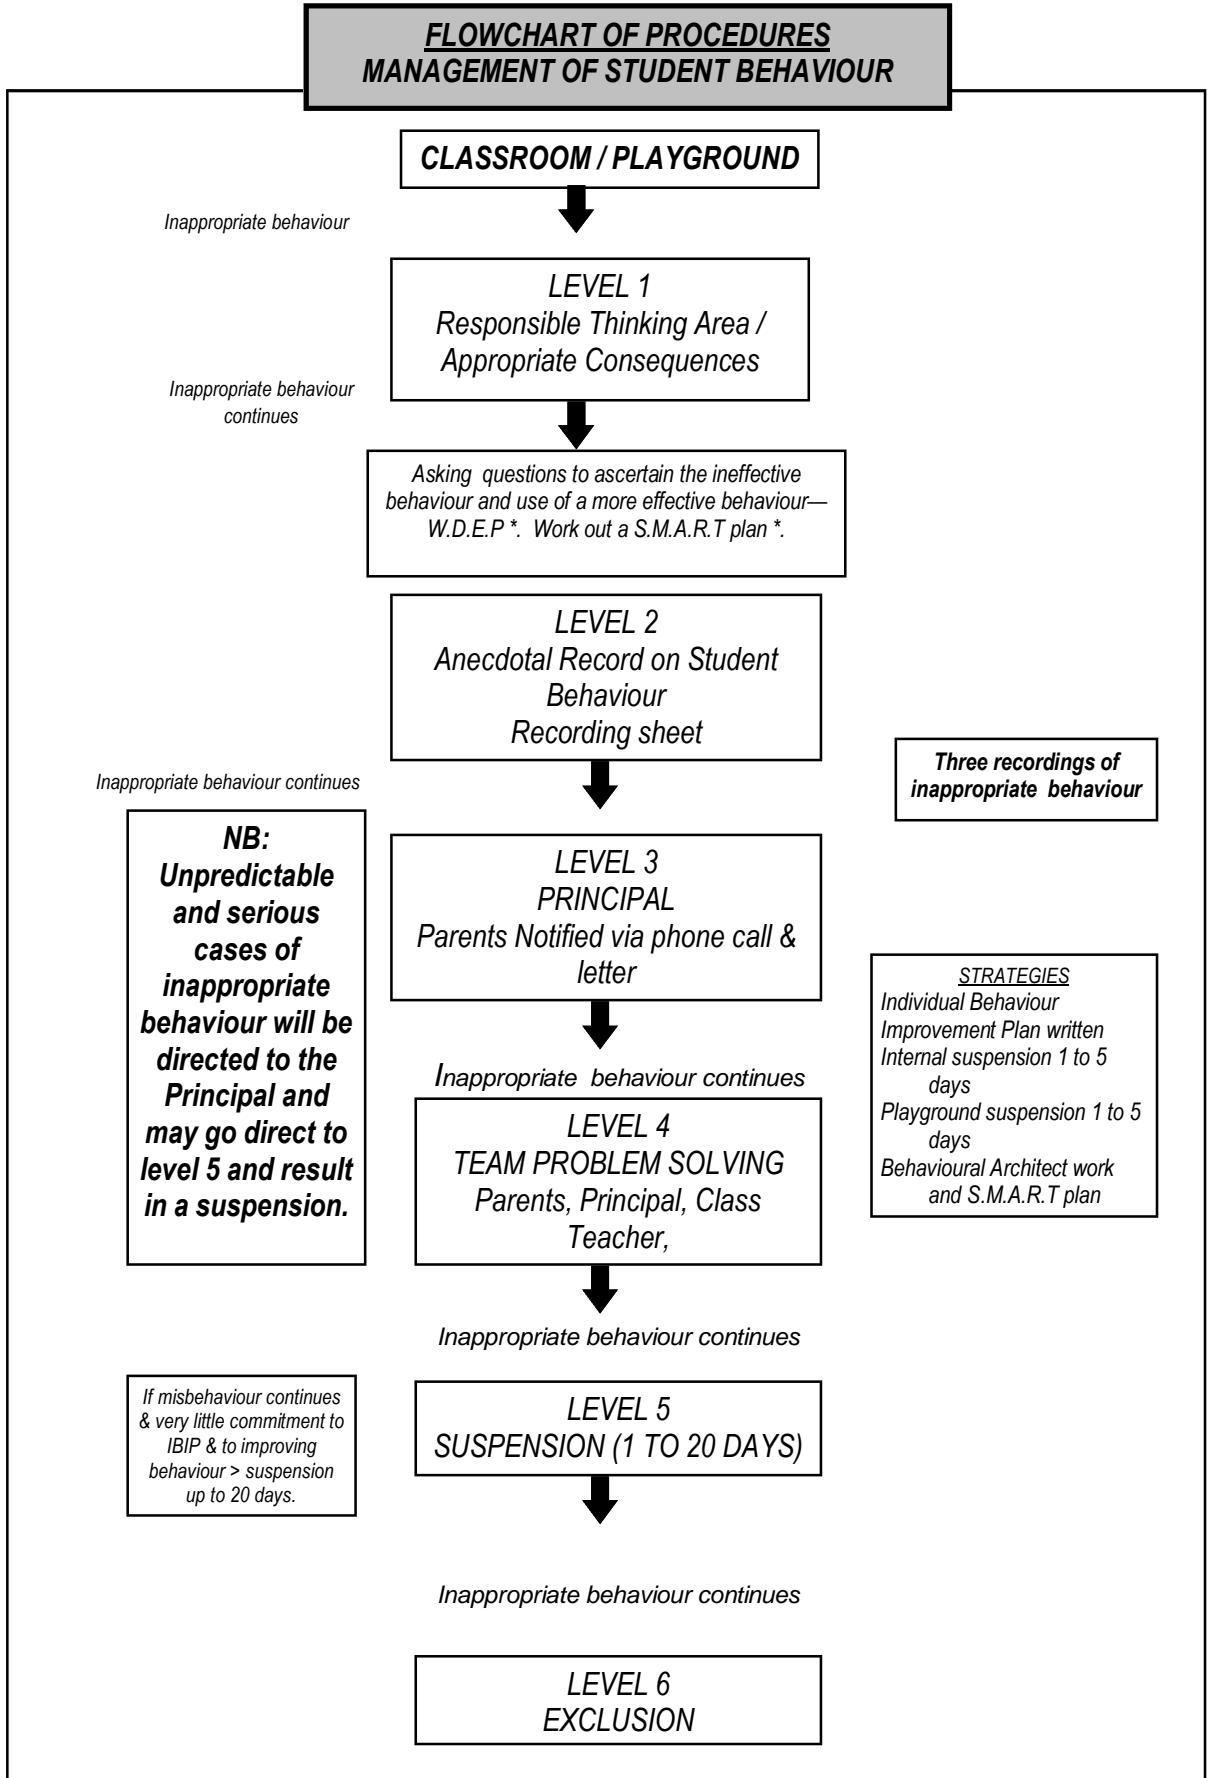 FLOWCHART OF PROCEDURES
MANAGEMENT OF STUDENT BEHAVIOUR
CLASSROOM / PLAYGROUND
Inappropriate behaviour
LEVEL 1
Responsible Thinking Area /
Appropriate Consequences
Inappropriate behaviour
continues
Asking questions to ascertain the ineffective
behaviour and use of a more effective behaviour—
W.D.E.P *. Work out a S.M.A.R.T plan *.
LEVEL 2
Anecdotal Record on Student
Behaviour
Recording sheet
Three recordings of
inappropriate behaviour
Inappropriate behaviour continues
NB:
Unpredictable
and serious
cases of
inappropriate
behaviour will be
directed to the
Principal and
may go direct to
level 5 and result
in a suspension.
LEVEL 3
PRINCIPAL
Parents Notified via phone call &
letter
STRATEGIES
Individual Behaviour
Improvement Plan written
Internal suspension 1 to 5
days
Playground suspension 1 to 5
days
Behavioural Architect work
and S.M.A.R.T plan
Inappropriate behaviour continues
LEVEL 4
TEAM PROBLEM SOLVING
Parents, Principal, Class
Teacher,
Inappropriate behaviour continues
If misbehaviour continues
& very little commitment to
IBIP & to improving
behaviour > suspension
up to 20 days.
LEVEL 5
SUSPENSION (1 TO 20 DAYS)
Inappropriate behaviour continues
LEVEL 6
EXCLUSION